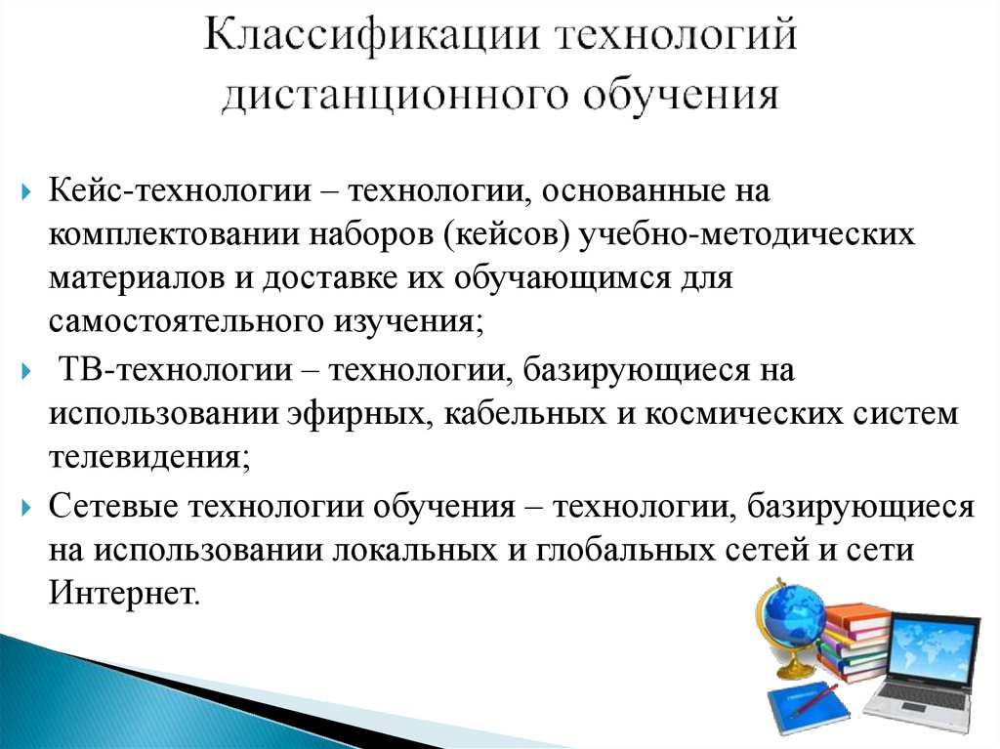 Классификации технологий
дистанционного обучения
Кейс-технологии – технологии, основанные на
комплектовании наборов (кейсов) учебно-методических
материалов и доставке их обучающимся для
самостоятельного изучения;
ТВ-технологии – технологии, базирующиеся на
использовании эфирных, кабельных и космических систем
телевидения;
Сетевые технологии обучения – технологии, базирующиеся
на использовании локальных и глобальных сетей и сети
Интернет.